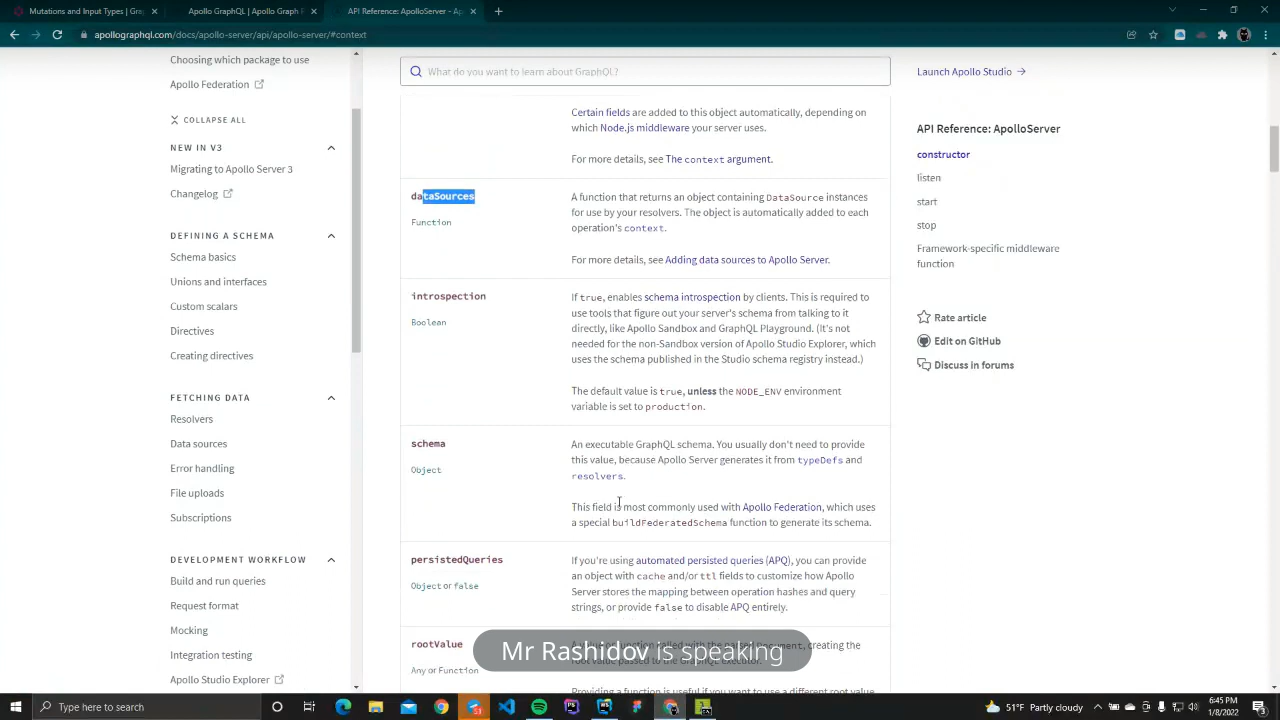 Mutations and Input Types | Grap
Apollo GraphQL | Apollo Graph P
API Reference: ApolloServer - Ap
apollographql.com/docs/apollo-server/api/apollo-server/#context
Choosing which package to use
Apollo Federation
COLLAPSE ALL
NEW IN V3
Migrating to Apollo Server 3
Changelog
DEFINING A SCHEMA
Schema basics
Unions and interfaces
Custom scalars
Directives
Creating directives
FETCHING DATA
Resolvers
Data sources
Error handling
File uploads
Subscriptions
DEVELOPMENT WORKFLOW
Build and run queries
Request format
Mocking
Integration testing
Apollo Studio Explorer
What do you want to learn about GraphQL?
Certain fields are added to this object automatically, depending on
which Node.js middleware your server uses.
For more details, see The context argument.
dataSources
Function
A function that returns an object containing DataSource instances
for use by your resolvers. The object is automatically added to each
operation's context.
For more details, see Adding data sources to Apollo Server.
introspection
Boolean
If true, enables schema introspection by clients. This is required to
use tools that figure out your server's schema from talking to it
directly, like Apollo Sandbox and GraphQL Playground. (It's not
needed for the non-Sandbox version of Apollo Studio Explorer, which
uses the schema published in the Studio schema registry instead.)
The default value is true, unless the NODE_ENV environment
variable is set to production.
schema
Object
An executable GraphQL schema. You usually don't need to provide
this value, because Apollo Server generates it from typeDefs and
resolvers.
This field is most commonly used with Apollo Federation, which uses
a special buildFederatedSchema function to generate its schema.
persistedQueries
Object or false
If you're using automated persisted queries (APQ), you can provide
an object with cache and/or ttl fields to customize how Apollo
Server stores the mapping between operation hashes and query
strings, or provide false to disable APQ entirely.
rootValue
Any or Function
creating the
Providing a function is useful if you want to use a different root value
Launch Apollo Studio
API Reference: ApolloServer
constructor
listen
start
stop
Framework-specific middleware
function
Rate article
Edit on GitHub
Discuss in forums
Mr Rashidov is speaking
Type here to search
51°F Partly cloudy
6:45 PM
1/8/2022